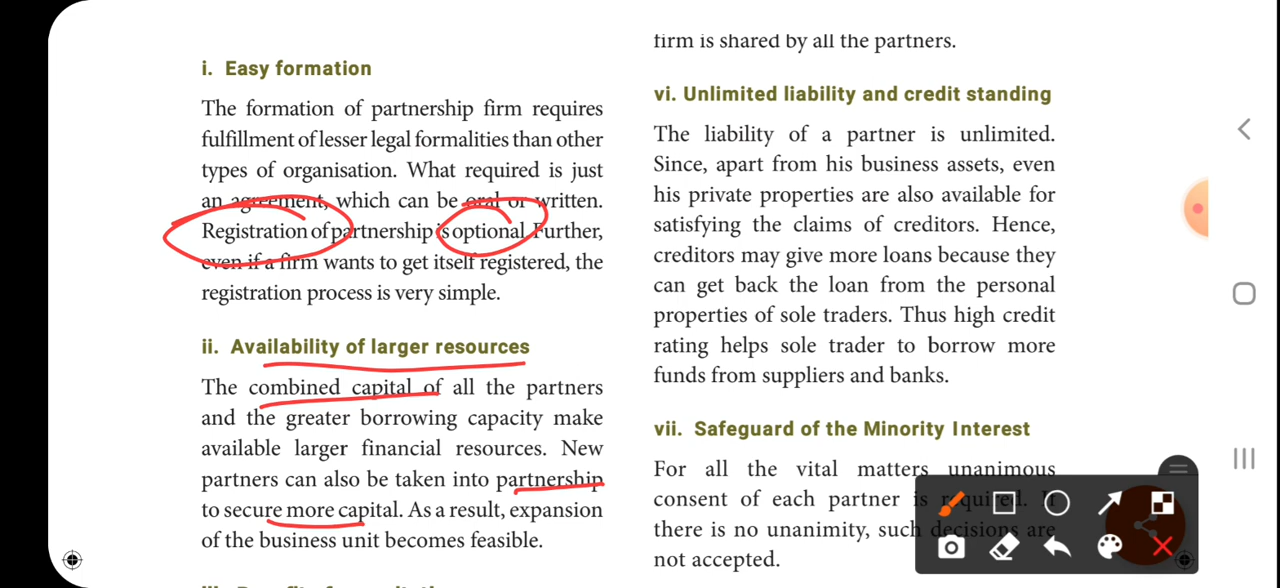 i. Easy formation
The formation of partnership firm requires
fulfillment of lesser legal formalities than other
types of organisation. What required is just
an agreement, which can be oral or written.
Registration of partnership is optional. Further,
even if a firm wants to get itself registered, the
registration process is very simple.
ii. Availability of larger resources
The combined capital of all the partners
and the greater borrowing capacity make
available larger financial resources. New
partners can also be taken into partnership
to secure more capital. As a result, expansion
of the business unit becomes feasible.
firm is shared by all the partners.
vi. Unlimited liability and credit standing
The liability of a partner is unlimited.
Since, apart from his business assets, even
his private properties are also available for
satisfying the claims of creditors. Hence,
creditors may give more loans because they
can get back the loan from the personal
properties of sole traders. Thus high credit
rating helps sole trader to borrow more
funds from suppliers and banks.
vii. Safeguard of the Minority Interest
For all the vital matters unanimous
consent of each partner is required. If
there is no unanimity, such decisions are
not accepted.